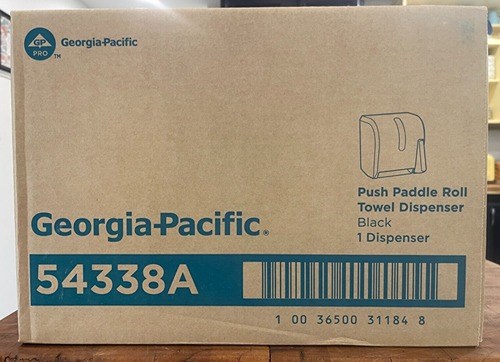 GP
PRO
TM
Georgia-Pacific
Push Paddle Roll
Towel Dispenser
Black
1 Dispenser
Georgia-Pacific®
54338A
1 00 36500 31184 8